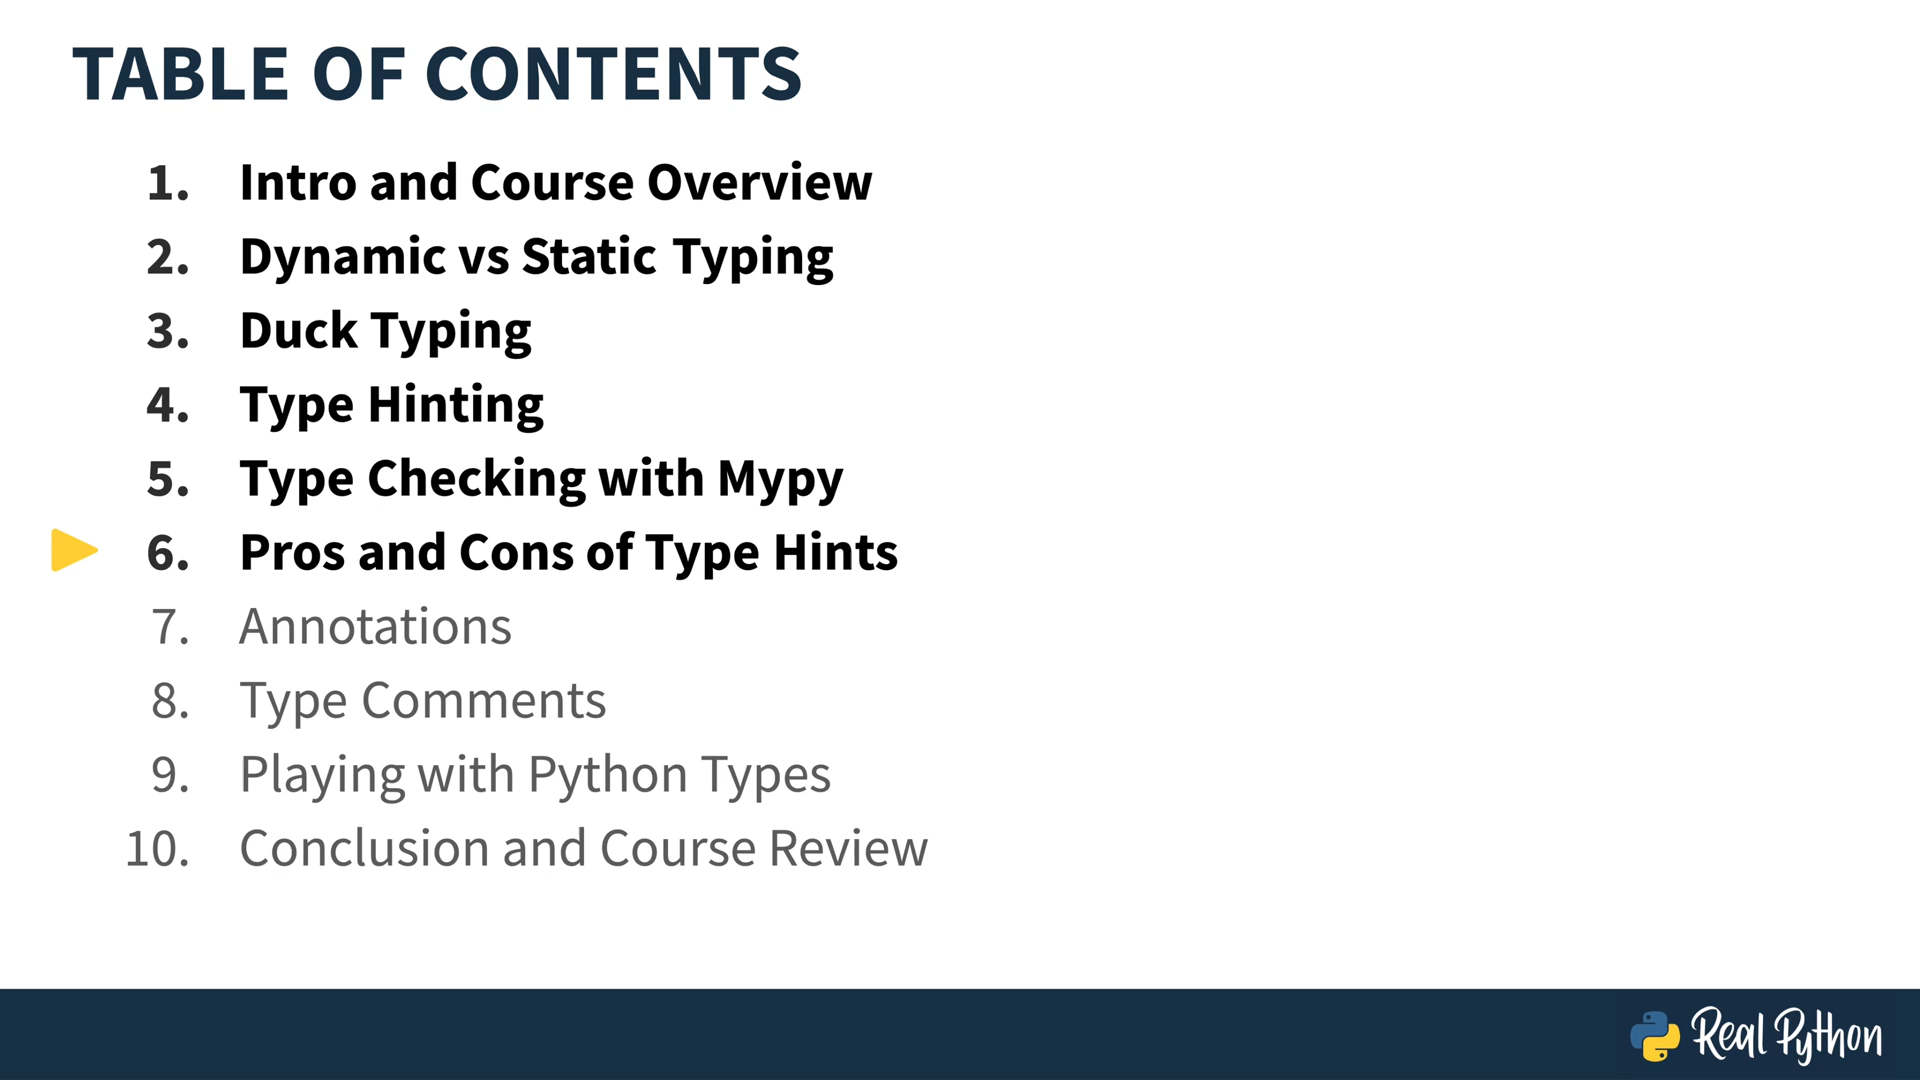 TABLE OF CONTENTS
1. Intro and Course Overview
2. Dynamic vs Static Typing
3. Duck Typing
4. Type Hinting
5. Type Checking with Mypy
6. Pros and Cons of Type Hints
7. Annotations
8. Type Comments
9. Playing with Python Types
10. Conclusion and Course Review
Real Python